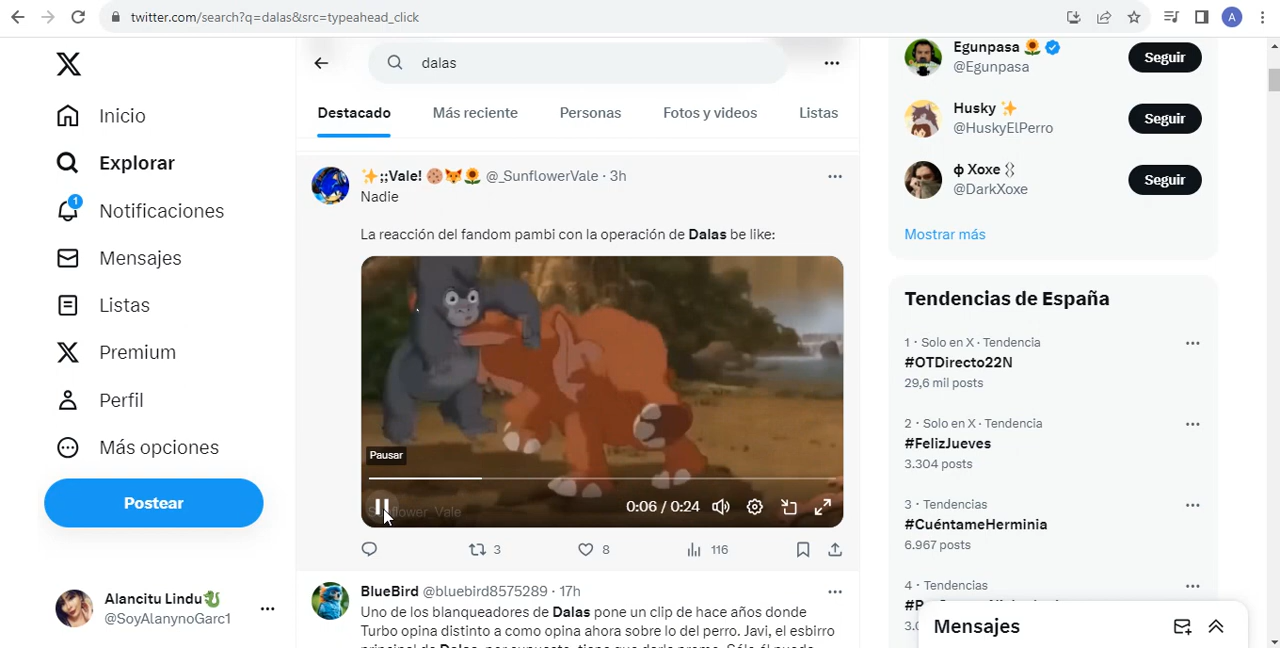 twitter.com/search?q=dalas&src=typeahead_click
A
X
Inicio
Explorar
1
Notificaciones
Mensajes
Listas
X
Premium
Perfil
Más opciones
Postear
Alancitu Lindu
@SoyAlanynoGarc1
dalas
Destacado
Más reciente
Personas
Fotos y videos
Listas
;;Vale! @_SunflowerVale · 3h
Nadie
La reacción del fandom pambi con la operación de Dalas be like:
Pausar
0:06 / 0:24
3
8
116
BlueBird @bluebird8575289 · 17h
Uno de los blanqueadores de Dalas pone un clip de hace años donde
Turbo opina distinto a como opina ahora sobre lo del perro. Javi, el esbirro
Egunpasa
@Egunpasa
Seguir
Husky
@HuskyElPerro
Seguir
ɸ Xoxe
@DarkXoxe
Seguir
Mostrar más
Tendencias de España
1 · Solo en X · Tendencia
#OTDirecto22N
29,6 mil posts
2 · Solo en X · Tendencia
#FelizJueves
3.304 posts
3 · Tendencias
#CuéntameHerminia
6.967 posts
4 · Tendencias
Mensajes